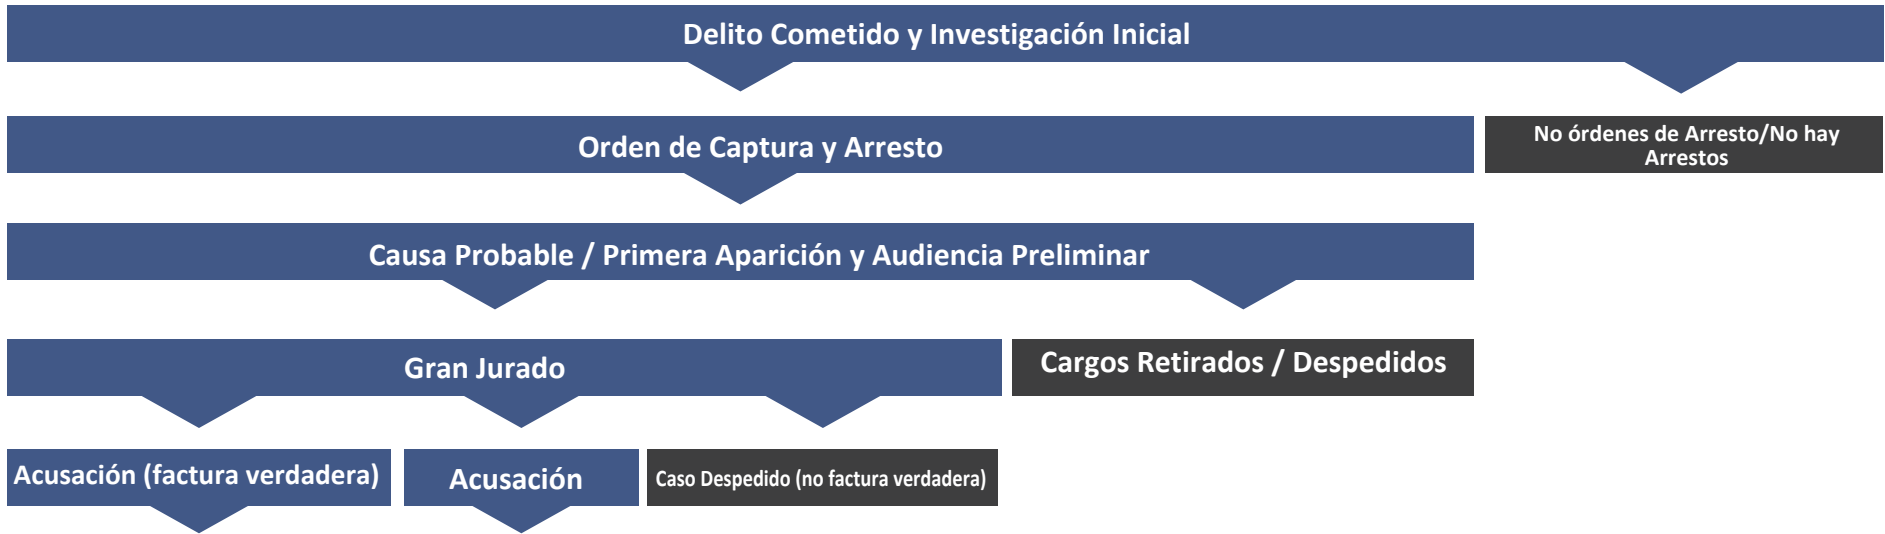 Delito Cometido y Investigación Inicial
Orden de Captura y Arresto
No órdenes de Arresto/No hay
Arrestos
Causa Probable / Primera Aparición y Audiencia Preliminar
Gran Jurado
Cargos Retirados / Despedidos
Acusación (factura verdadera)
Acusación
Caso Despedido (no factura verdadera)